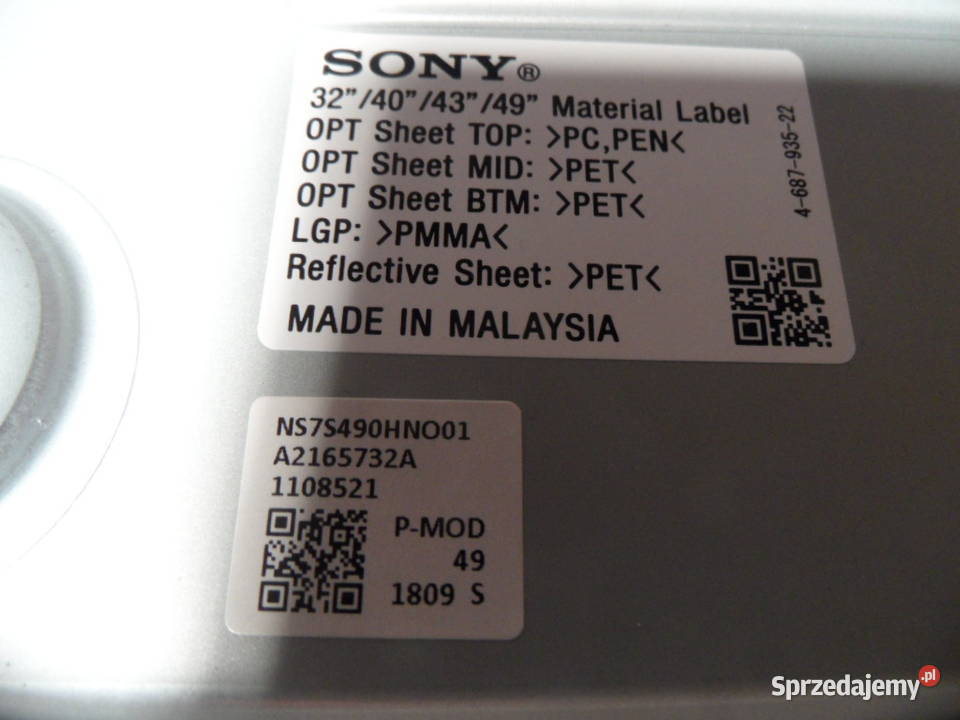 SONY®
32"/40"/43"/49" Material Label
OPT Sheet TOP: >PC,PEN<
OPT Sheet MID: >PET<
OPT Sheet BTM: >PET<
LGP: >PMMA<
Reflective Sheet: >PET<
MADE IN MALAYSIA
4-687-935-22
NS7S490HNO01
A2165732A
1108521
P-MOD
49
1809 S
Sprzedajemy.pl